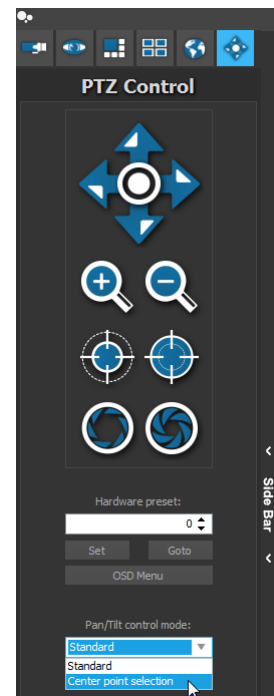 PTZ Control
Hardware preset:
0
Set Goto
OSD Menu
Pan/Tilt control mode:
Standard
Standard
Center point selection
Side Bar